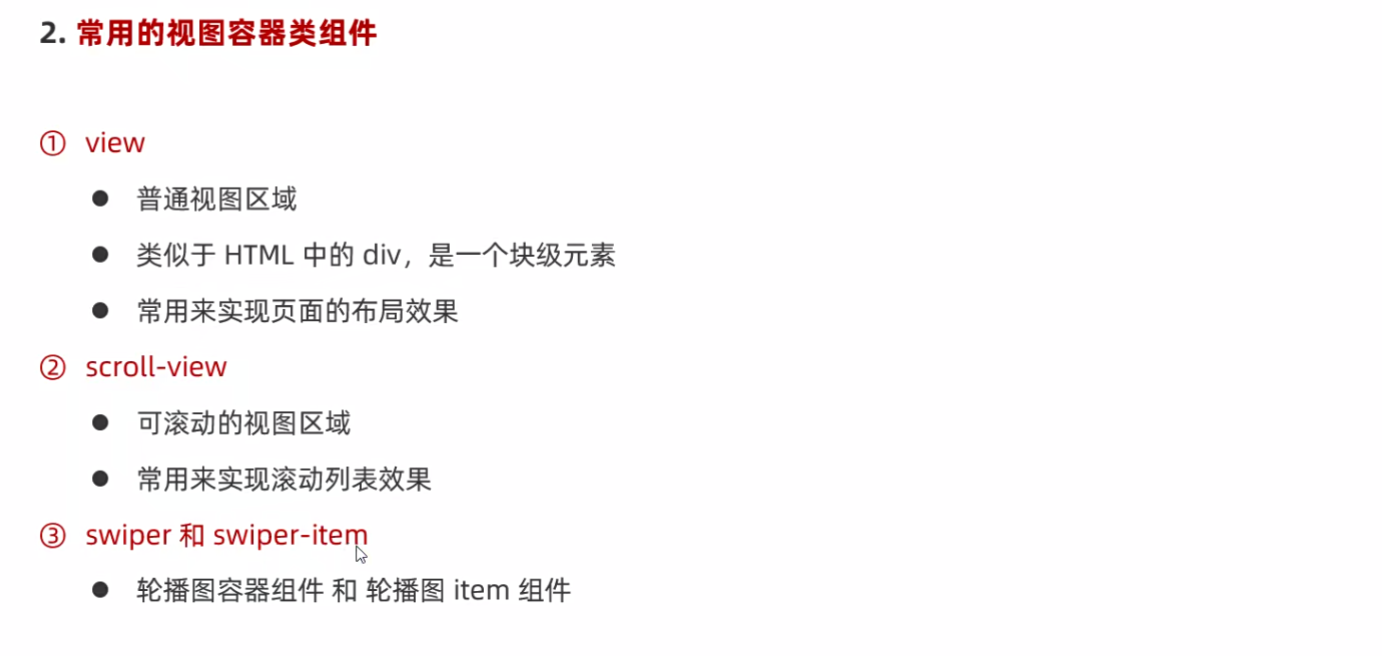 2. 常用的视图容器类组件
① view
● 普通视图区域
● 类似于 HTML 中的 div，是一个块级元素
● 常用来实现页面的布局效果
② scroll-view
● 可滚动的视图区域
● 常用来实现滚动列表效果
③ swiper 和 swiper-item
● 轮播图容器组件 和 轮播图 item 组件